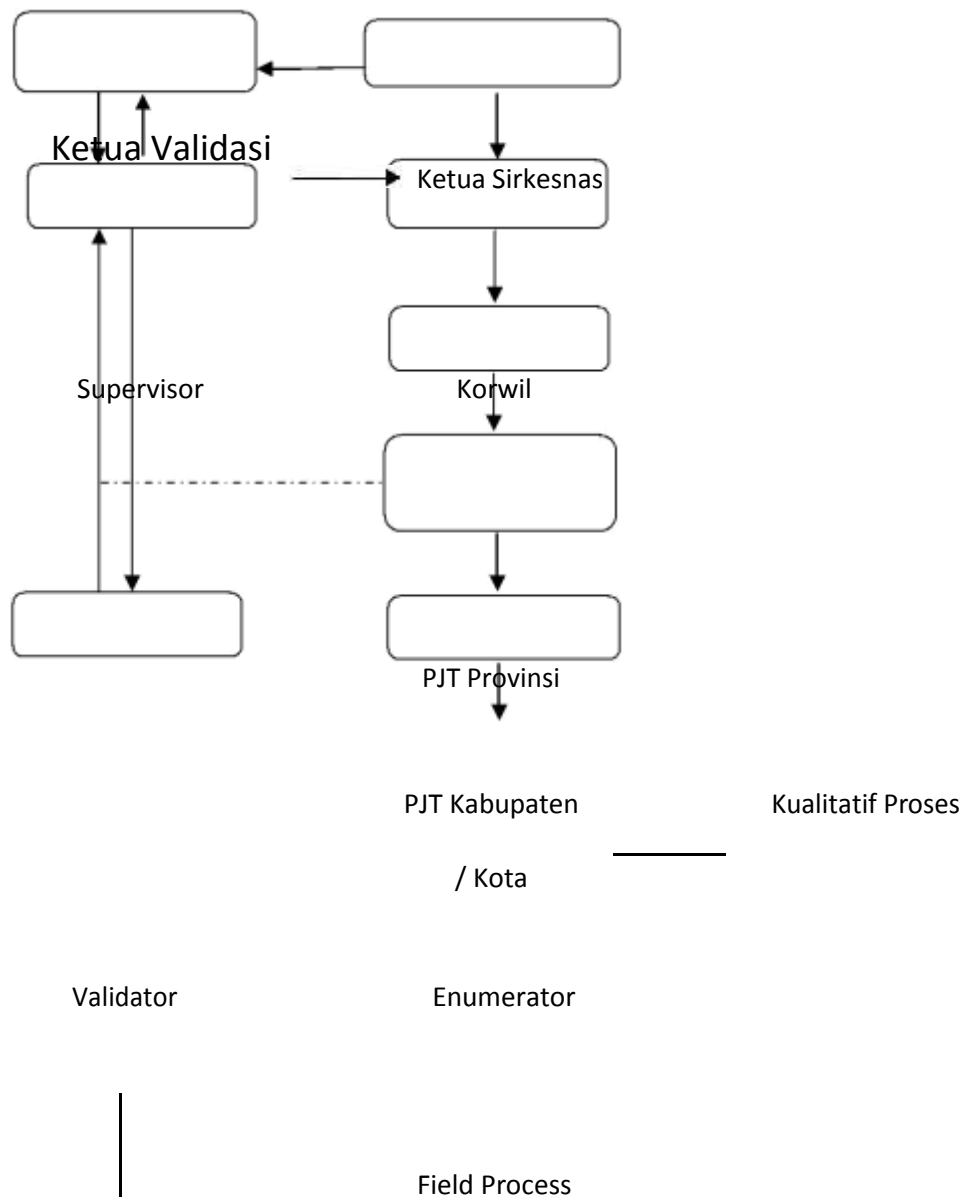 Ketua Validasi
Ketua Sirkesnas
Supervisor
Korwil
PJT Provinsi
PJT Kabupaten
/ Kota
Kualitatif Proses
Validator
Enumerator
Field Process